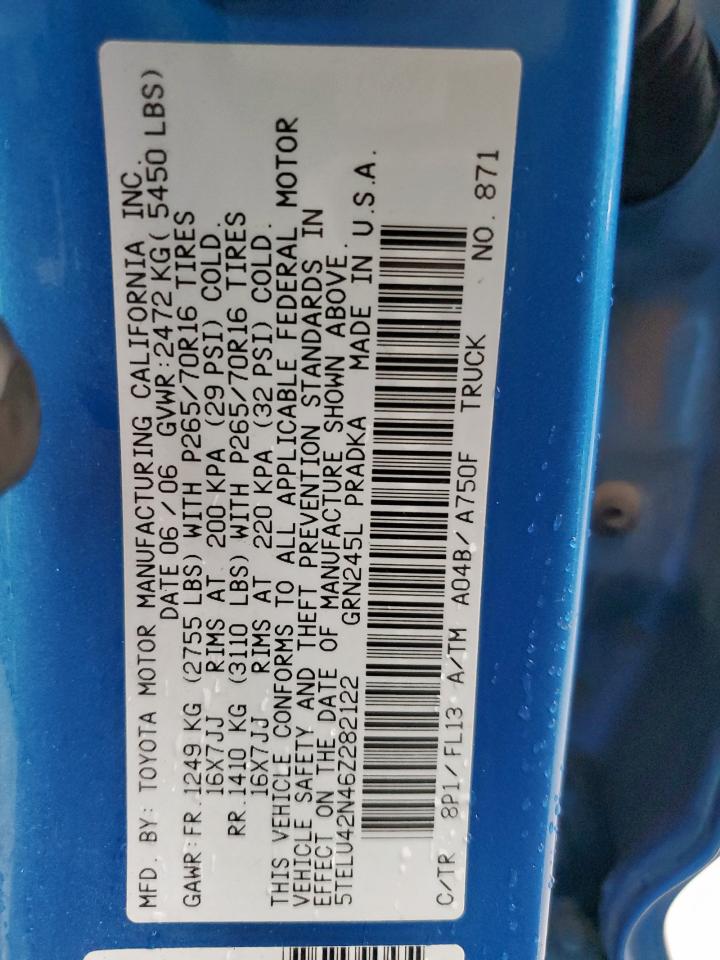 MFD. BY: TOYOTA MOTOR MANUFACTURING CALIFORNIA INC.
DATE 06 / 06 GVWR:2472 KG( 5450 LBS)
GAWR:FR.1249 KG (2755 LBS) WITH P265/70R16 TIRES
16X7JJ RIMS AT 200 KPA (29 PSI) COLD.
RR.1410 KG (3110 LBS) WITH P265/70R16 TIRES
16X7JJ RIMS AT 220 KPA (32 PSI) COLD.
THIS VEHICLE CONFORMS TO ALL APPLICABLE FEDERAL MOTOR
VEHICLE SAFETY AND THEFT PREVENTION STANDARDS IN
EFFECT ON THE DATE OF MANUFACTURE SHOWN ABOVE.
5TELU42N46Z282122 GRN245L PRADKA MADE IN U.S.A.
C/TR 8P1/FL13 A/TM A04B/A750F TRUCK NO. 871